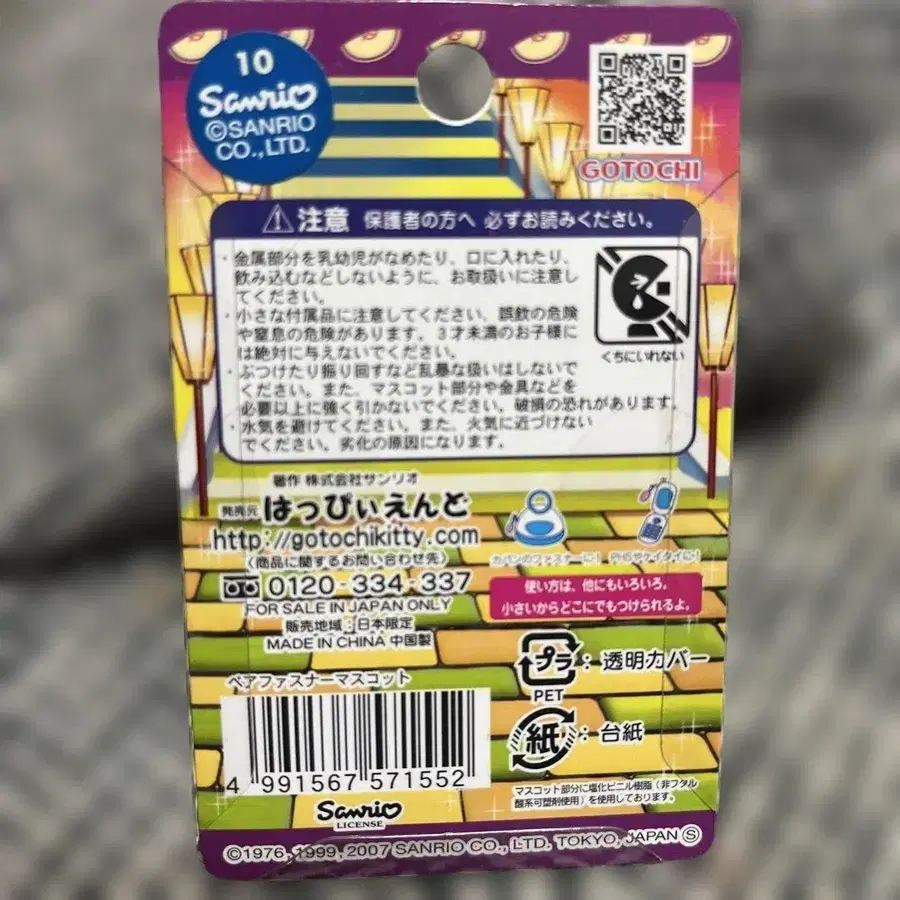 10
Sanrio
©SANRIO
CO.,LTD.
GOTOCHI
注意 保護者の方へ 必ずお読みください。
・金属部分を乳幼児がなめたり、口に入れたり、
飲み込むなどしないように、お取扱いに注意し
てください。
・小さな付属品に注意してください。誤飲の危険
や窒息の危険があります。3才未満のお子様に
は絶対に与えないでください。
・ぶつけたり振り回すなど乱暴な扱いはしないで
ください。また、マスコット部分や金具などを
必要以上に強く引かないでください。破損の恐れがあります。
・水気を避けてください。また、火気に近づけない
でください。劣化の原因になります。
くちにいれない
著作 株式会社サンリオ
発売元 はっぴぃえんど
http://gotochikitty.com
〈商品に関するお問い合わせ先〉
0120-334-337
FOR SALE IN JAPAN ONLY
販売地域：日本限定
MADE IN CHINA 中国製
カバンのファスナーに!
PHSやケイタイに!
使い方は、他にもいろいろ。
小さいからどこにでもつけられるよ。
プラ：透明カバー
PET
紙：台紙
ペアファスナーマスコット
4 991567 571552
マスコット部分に塩化ビニル樹脂（非フタル
酸系可塑剤使用）を使用しております。
Sanrio
LICENSE
©1976, 1999, 2007 SANRIO CO., LTD. TOKYO, JAPAN Ⓢ